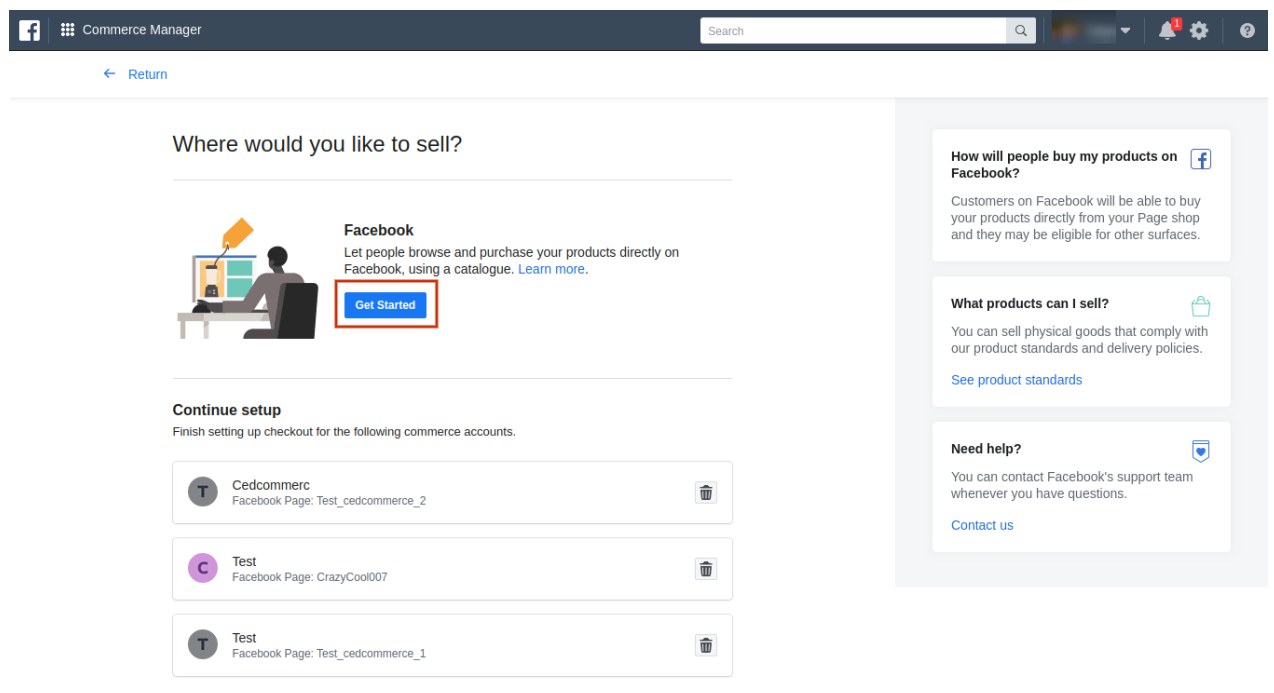 Commerce Manager
Search
1
Return
Where would you like to sell?
Facebook
Let people browse and purchase your products directly on
Facebook, using a catalogue. Learn more.
Get Started
Continue setup
Finish setting up checkout for the following commerce accounts.
T
Cedcommerc
Facebook Page: Test_cedcommerce_2
C
Test
Facebook Page: CrazyCool007
T
Test
Facebook Page: Test_cedcommerce_1
How will people buy my products on
Facebook?
Customers on Facebook will be able to buy
your products directly from your Page shop
and they may be eligible for other surfaces.
What products can I sell?
You can sell physical goods that comply with
our product standards and delivery policies.
See product standards
Need help?
You can contact Facebook's support team
whenever you have questions.
Contact us